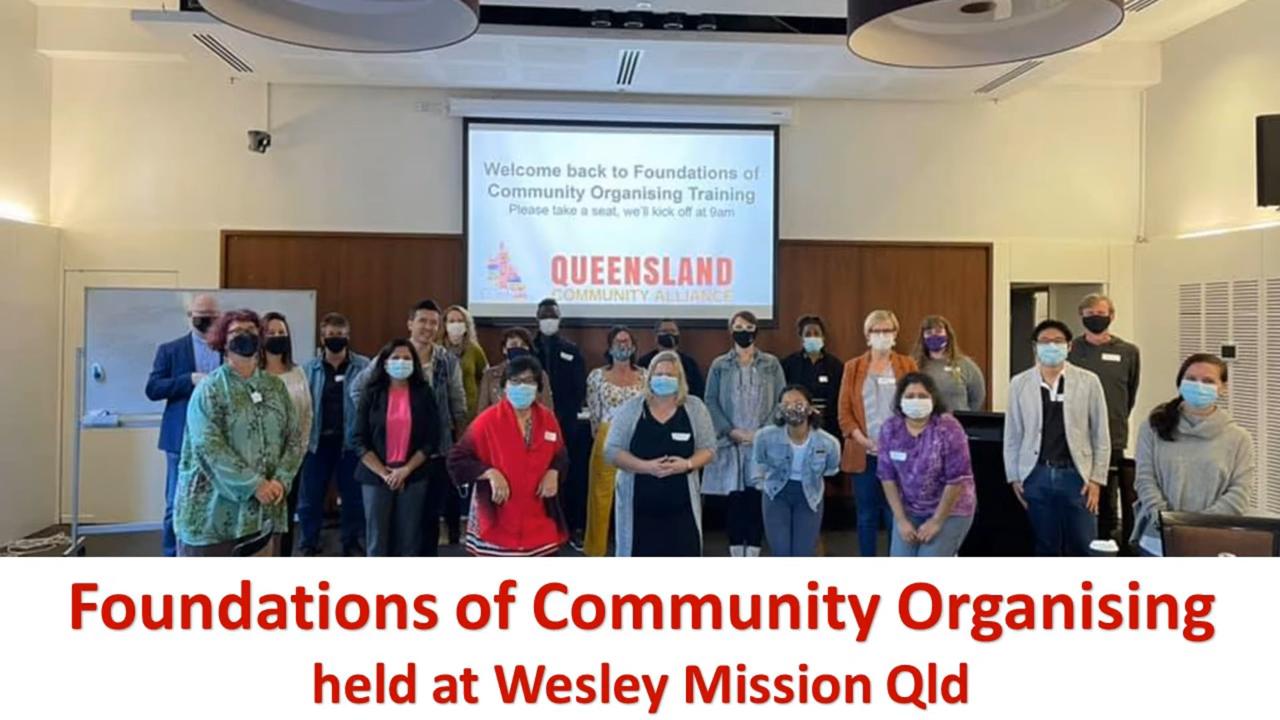 Welcome back to Foundations of
Community Organising Training
Please take a seat, we'll kick off at 9am
QUEENSLAND
COMMUNITY ALLIANCE
Foundations of Community Organising
held at Wesley Mission Qld